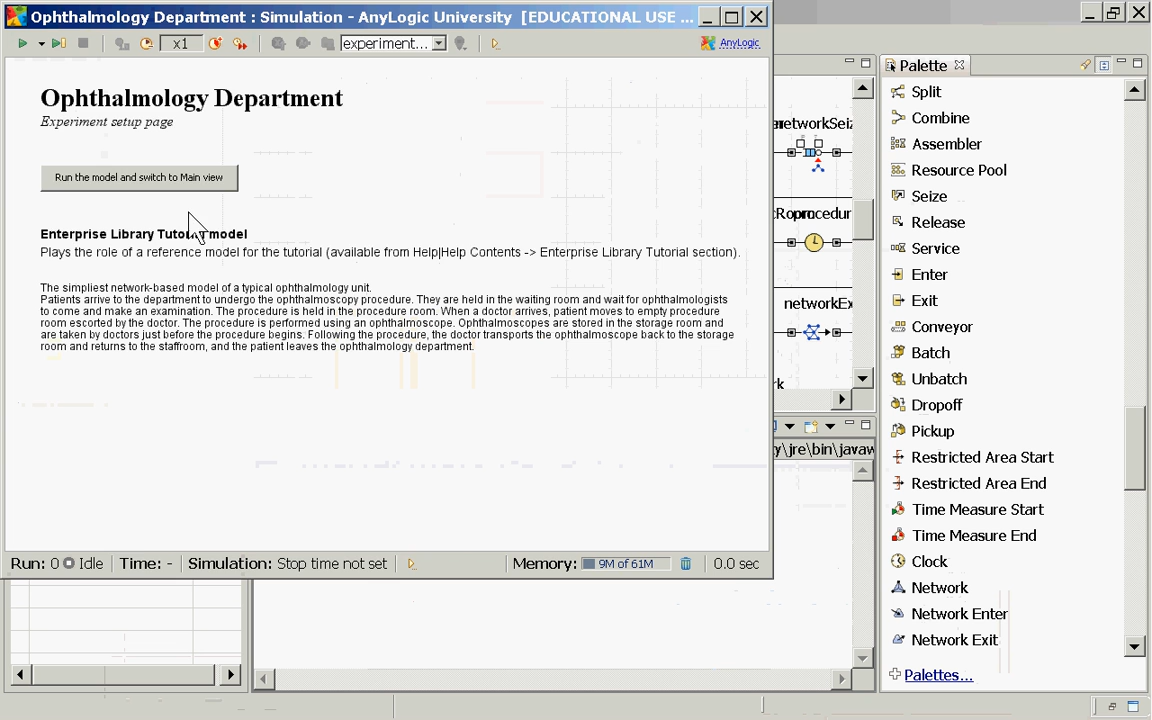 Ophthalmology Department : Simulation - AnyLogic University [EDUCATIONAL USE ...
x1
experiment...
AnyLogic
Ophthalmology Department
Experiment setup page
Run the model and switch to Main view
Enterprise Library Tutorial model
Plays the role of a reference model for the tutorial (available from Help|Help Contents -> Enterprise Library Tutorial section).
The simpliest network-based model of a typical ophthalmology unit.
Patients arrive to the department to undergo the ophthalmoscopy procedure. They are held in the waiting room and wait for ophthalmologists
to come and make an examination. The procedure is held in the procedure room. When a doctor arrives, patient moves to empty procedure
room escorted by the doctor. The procedure is performed using an ophthalmoscope. Ophthalmoscopes are stored in the storage room and
are taken by doctors just before the procedure begins. Following the procedure, the doctor transports the ophthalmoscope back to the storage
room and returns to the staffroom, and the patient leaves the ophthalmology department.
Run: 0 Idle Time: - Simulation: Stop time not set Memory: 9M of 61M 0.0 sec
networkSeiz
procedur
networkEx
y\jre\bin\javaw
Palette
Split
Combine
Assembler
Resource Pool
Seize
Release
Service
Enter
Exit
Conveyor
Batch
Unbatch
Dropoff
Pickup
Restricted Area Start
Restricted Area End
Time Measure Start
Time Measure End
Clock
Network
Network Enter
Network Exit
Palettes...